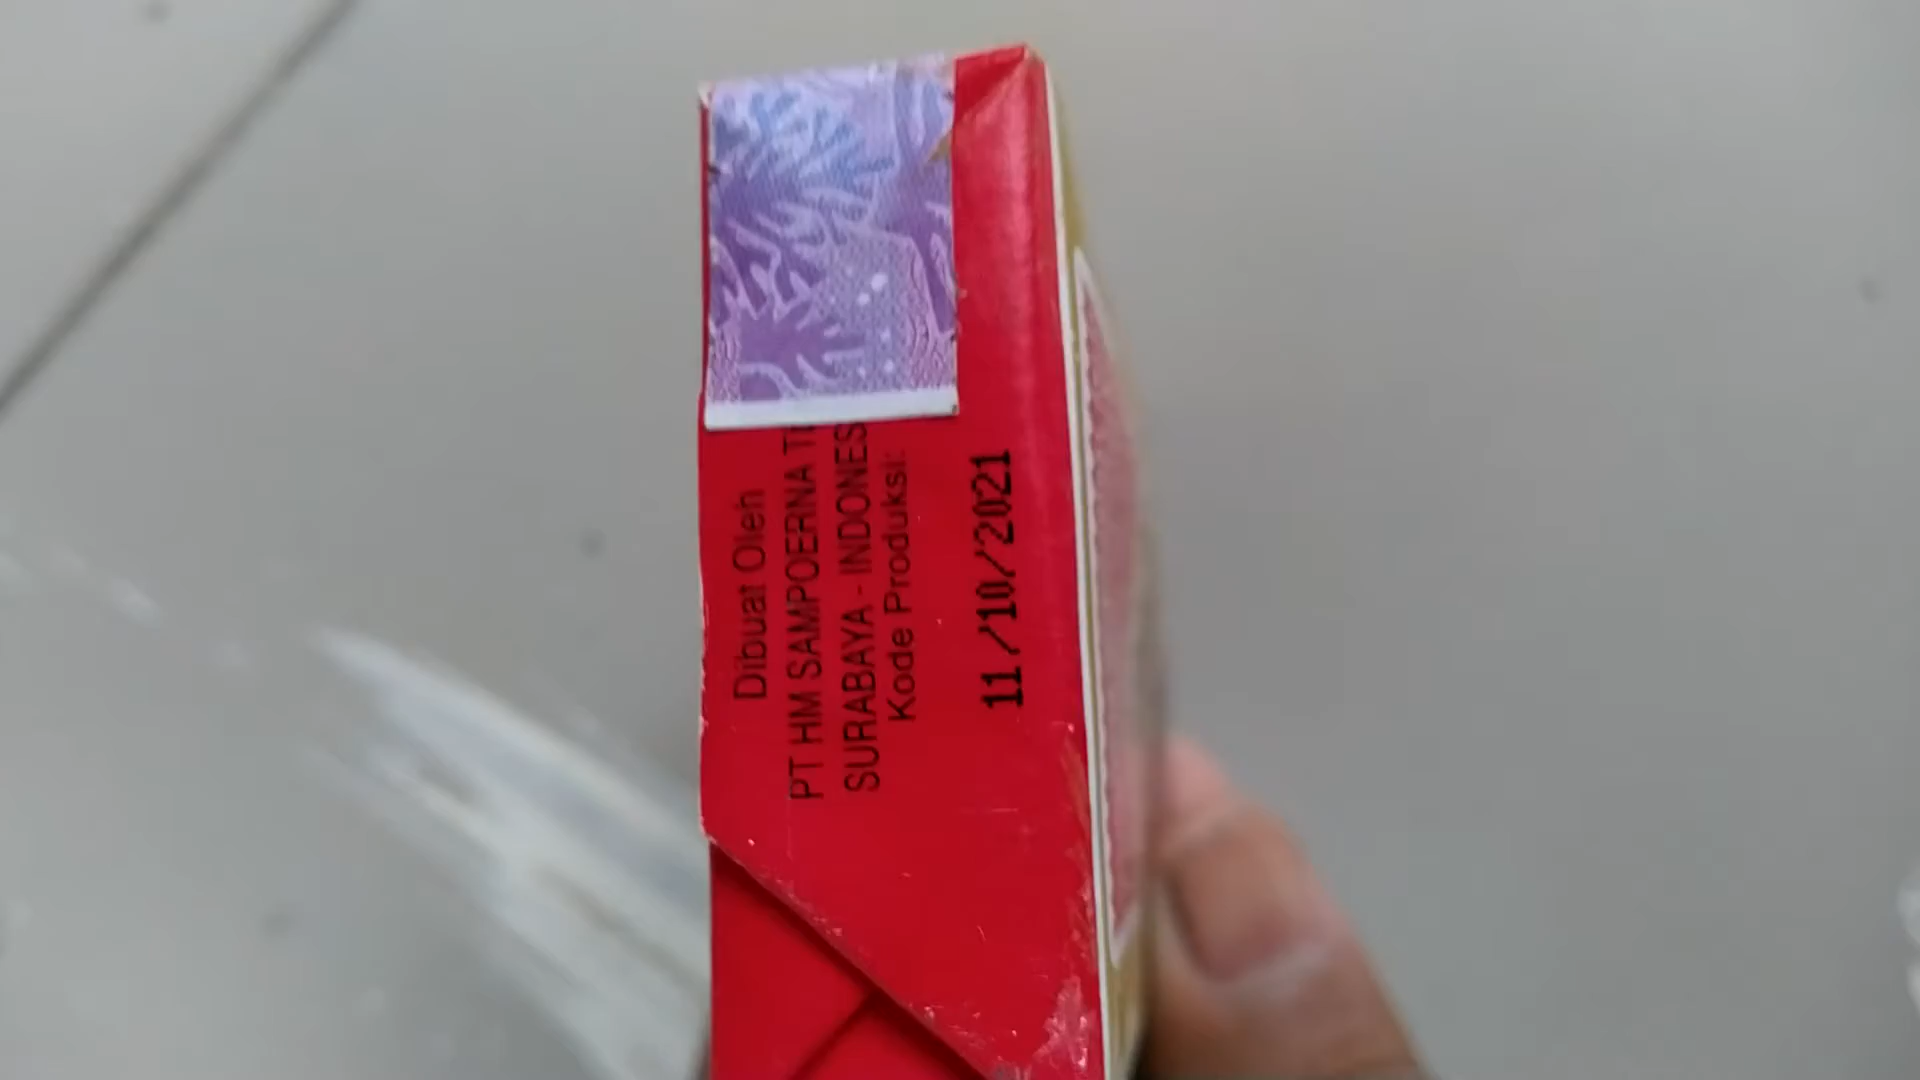 Dibuat Oleh
PT HM SAMPOERNA
SURABAYA - INDONES
Kode Produksi:
11/10/2021